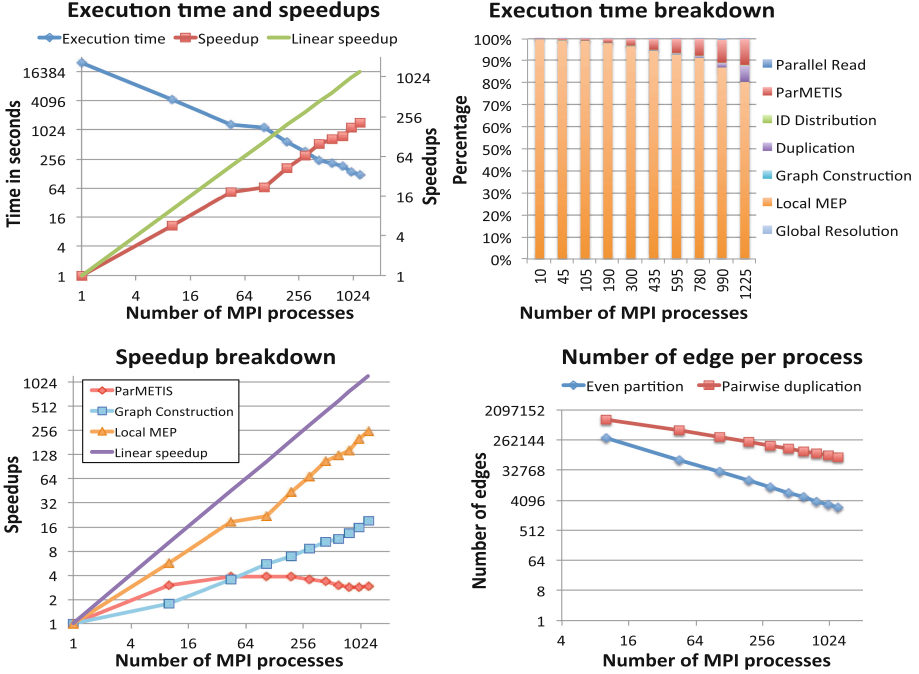 Execution time and speedups
Execution time
Speedup
Linear speedup
Time in seconds
16384
4096
1024
256
64
16
4
1
1024
256
64
16
4
1
Speedups
1 4 16 64 256 1024
Number of MPI processes
Execution time breakdown
Percentage
100%
90%
80%
70%
60%
50%
40%
30%
20%
10%
0%
10 45 105 190 300 435 595 780 990 1225
Number of MPI processes
Parallel Read
ParMETIS
ID Distribution
Duplication
Graph Construction
Local MEP
Global Resolution
Speedup breakdown
ParMETIS
Graph Construction
Local MEP
Linear speedup
Speedups
1024
512
256
128
64
32
16
8
4
2
1
1 4 16 64 256 1024
Number of MPI processes
Number of edge per process
Even partition
Pairwise duplication
Number of edges
2097152
262144
32768
4096
512
64
8
1
4 16 64 256 1024
Number of MPI processes